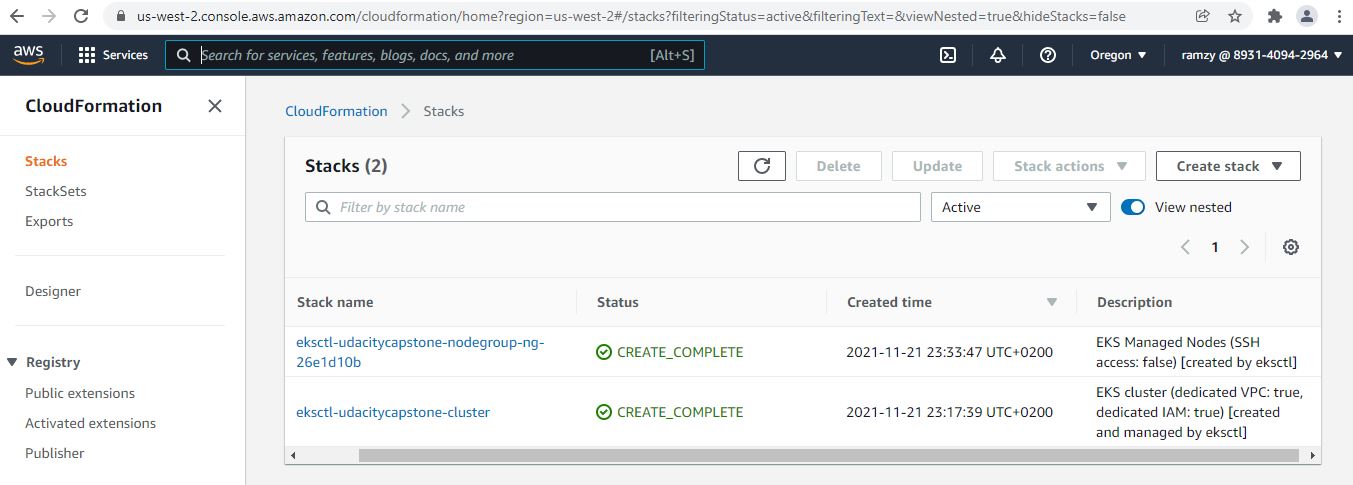 us-west-2.console.aws.amazon.com/cloudformation/home?region=us-west-2#/stacks?filteringStatus=active&filteringText=&viewNested=true&hideStacks=false
aws Services Search for services, features, blogs, docs, and more [Alt+S] Oregon ramzy @ 8931-4094-2964
CloudFormation
Stacks
StackSets
Exports
Designer
Registry
Public extensions
Activated extensions
Publisher
CloudFormation Stacks
Stacks (2) Delete Update Stack actions Create stack
Filter by stack name Active View nested
1
Stack name Status Created time Description
eksctl-udacitycapstone-nodegroup-ng-
26e1d10b
CREATE_COMPLETE
2021-11-21 23:33:47 UTC+0200
EKS Managed Nodes (SSH
access: false) [created by eksctl]
eksctl-udacitycapstone-cluster
CREATE_COMPLETE
2021-11-21 23:17:39 UTC+0200
EKS cluster (dedicated VPC: true,
dedicated IAM: true) [created
and managed by eksctl]